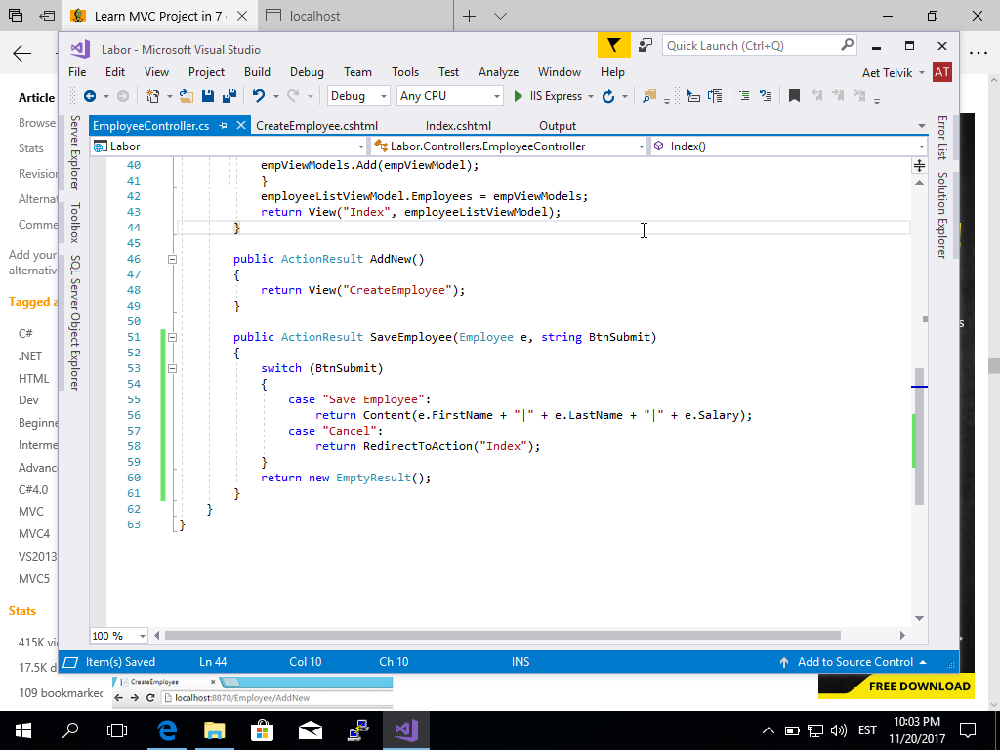 Learn MVC Project in 7
localhost
Labor - Microsoft Visual Studio
Quick Launch (Ctrl+Q)
File Edit View Project Build Debug Team Tools Test Analyze Window Help
Aet Telvik AT
Debug Any CPU IIS Express
EmployeeController.cs CreateEmployee.cshtml Index.cshtml Output
Labor Labor.Controllers.EmployeeController Index()
40 empViewModels.Add(empViewModel);
41 }
42 employeeListViewModel.Employees = empViewModels;
43 return View("Index", employeeListViewModel);
44 }
45
46 public ActionResult AddNew()
47 {
48 return View("CreateEmployee");
49 }
50
51 public ActionResult SaveEmployee(Employee e, string BtnSubmit)
52 {
53 switch (BtnSubmit)
54 {
55 case "Save Employee":
56 return Content(e.FirstName + "|" + e.LastName + "|" + e.Salary);
57 case "Cancel":
58 return RedirectToAction("Index");
59 }
60 return new EmptyResult();
61 }
62 }
63 }
100 %
Item(s) Saved Ln 44 Col 10 Ch 10 INS Add to Source Control
Server Explorer
Toolbox
SQL Server Object Explorer
Error List
Solution Explorer
Article
Browse
Stats
Revision
Alternat
Comme
Add your
alternativ
Tagged a
C#
.NET
HTML
Dev
Beginne
Interme
Advanc
C#4.0
MVC
MVC4
VS2013
MVC5
Stats
415K vi
17.5K d
109 bookmarked
CreateEmployee
localhost:8870/Employee/AddNew
FREE DOWNLOAD
EST
10:03 PM
11/20/2017